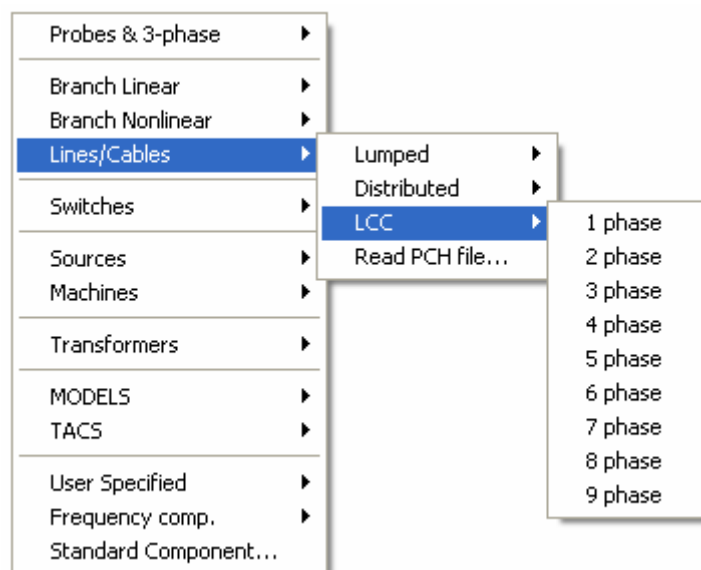 Probes & 3-phase
Branch Linear
Branch Nonlinear
Lines/Cables
Switches
Sources
Machines
Transformers
MODELS
TACS
User Specified
Frequency comp.
Standard Component...
Lumped
Distributed
LCC
Read PCH file...
1 phase
2 phase
3 phase
4 phase
5 phase
6 phase
7 phase
8 phase
9 phase